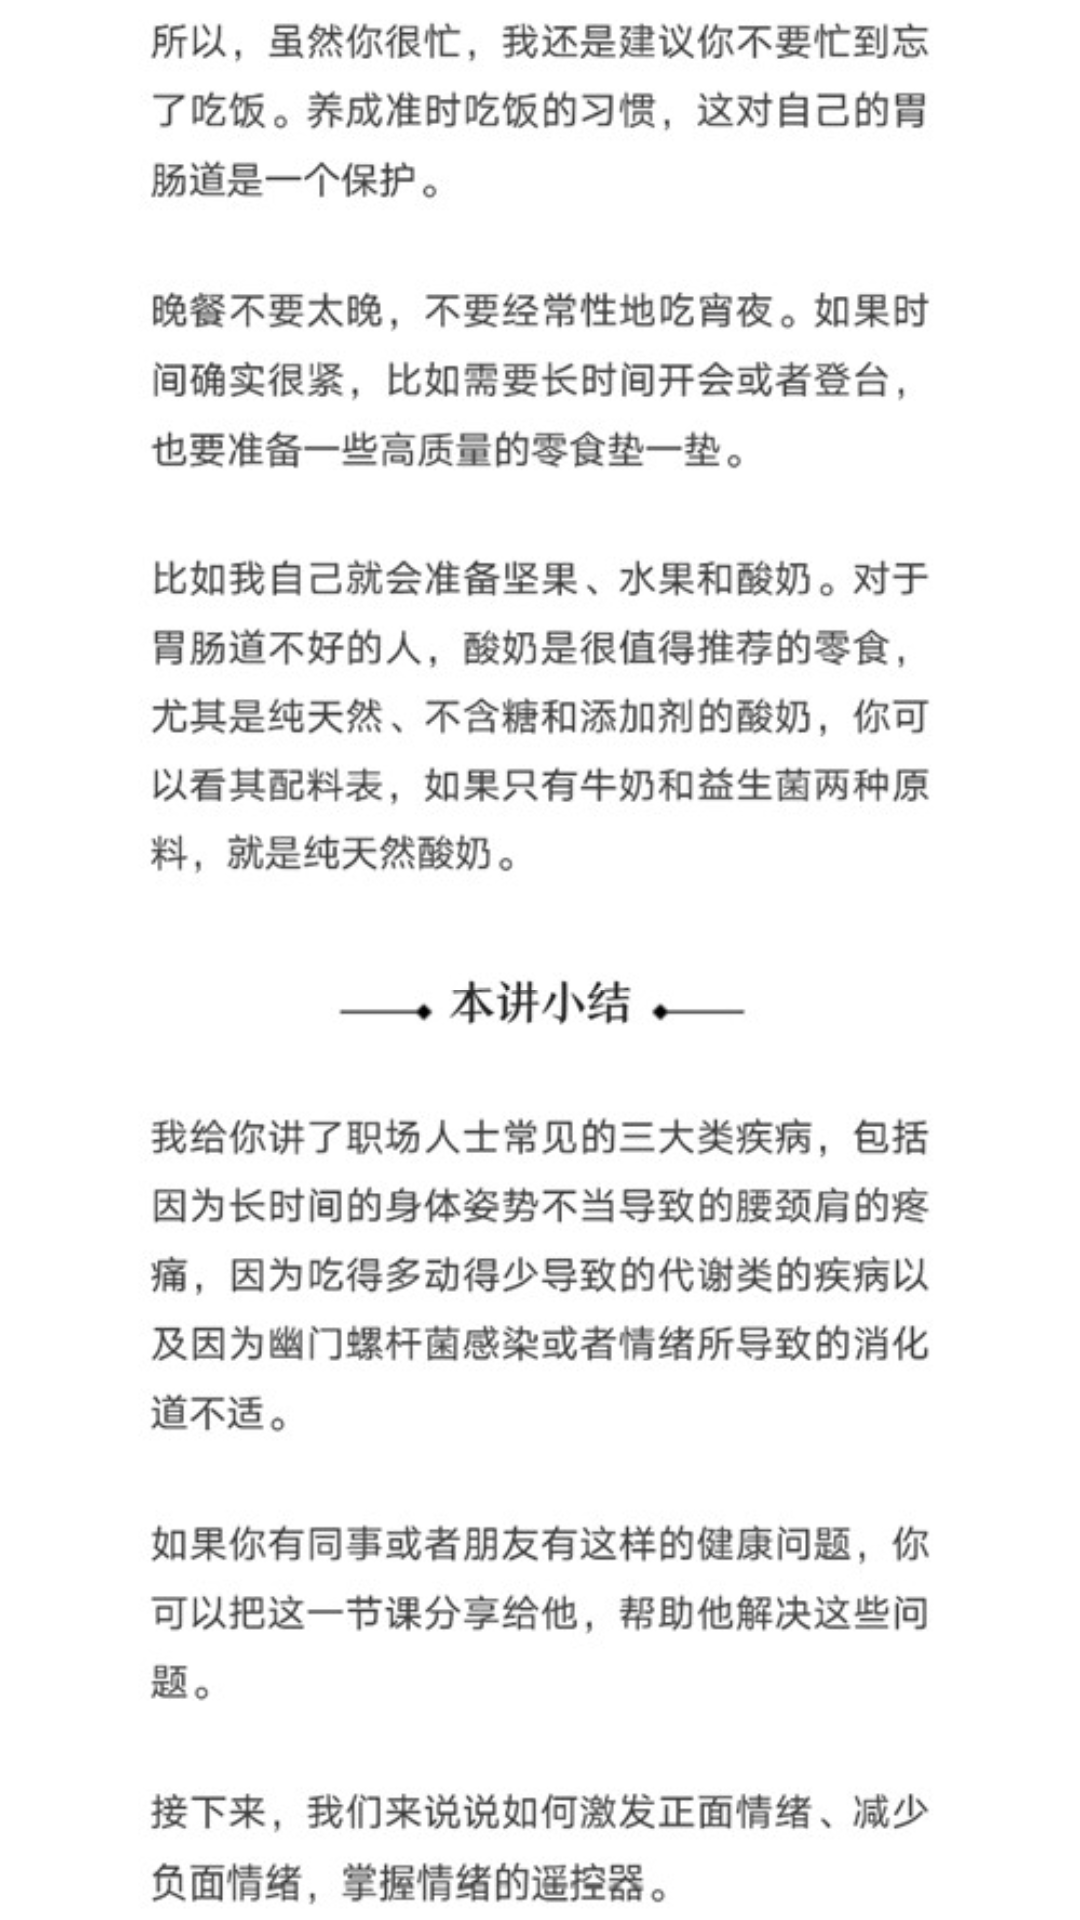 所以，虽然你很忙，我还是建议你不要忙到忘
了吃饭。养成准时吃饭的习惯，这对自己的胃
肠道是一个保护。
晚餐不要太晚，不要经常性地吃宵夜。如果时
间确实很紧，比如需要长时间开会或者登台，
也要准备一些高质量的零食垫一垫。
比如我自己就会准备坚果、水果和酸奶。对于
胃肠道不好的人，酸奶是很值得推荐的零食，
尤其是纯天然、不含糖和添加剂的酸奶，你可
以看其配料表，如果只有牛奶和益生菌两种原
料，就是纯天然酸奶。
本讲小结
我给你讲了职场人士常见的三大类疾病，包括
因为长时间的身体姿势不当导致的腰颈肩的疼
痛，因为吃得多动得少导致的代谢类的疾病以
及因为幽门螺杆菌感染或者情绪所导致的消化
道不适。
如果你有同事或者朋友有这样的健康问题，你
可以把这一节课分享给他，帮助他解决这些问
题。
接下来，我们来说说如何激发正面情绪、减少
负面情绪，掌握情绪的遥控器。